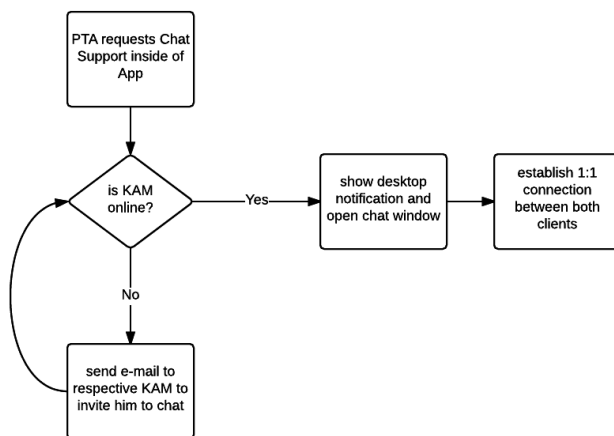 PTA requests Chat
Support inside of
App
is KAM
online?
Yes
show desktop
notification and
open chat window
establish 1:1
connection
between both
clients
No
send e-mail to
respective KAM to
invite him to chat